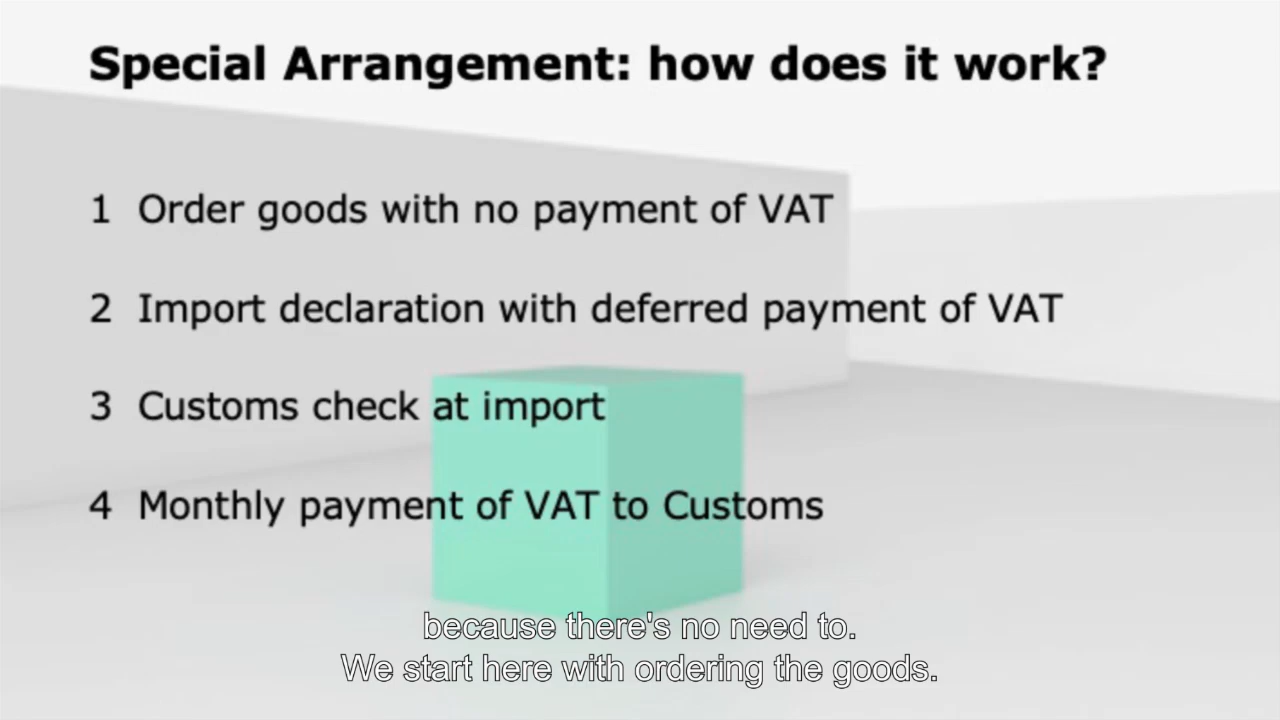 Special Arrangement: how does it work?
1 Order goods with no payment of VAT
2 Import declaration with deferred payment of VAT
3 Customs check at import
4 Monthly payment of VAT to Customs
because there's no need to.
We start here with ordering the goods.